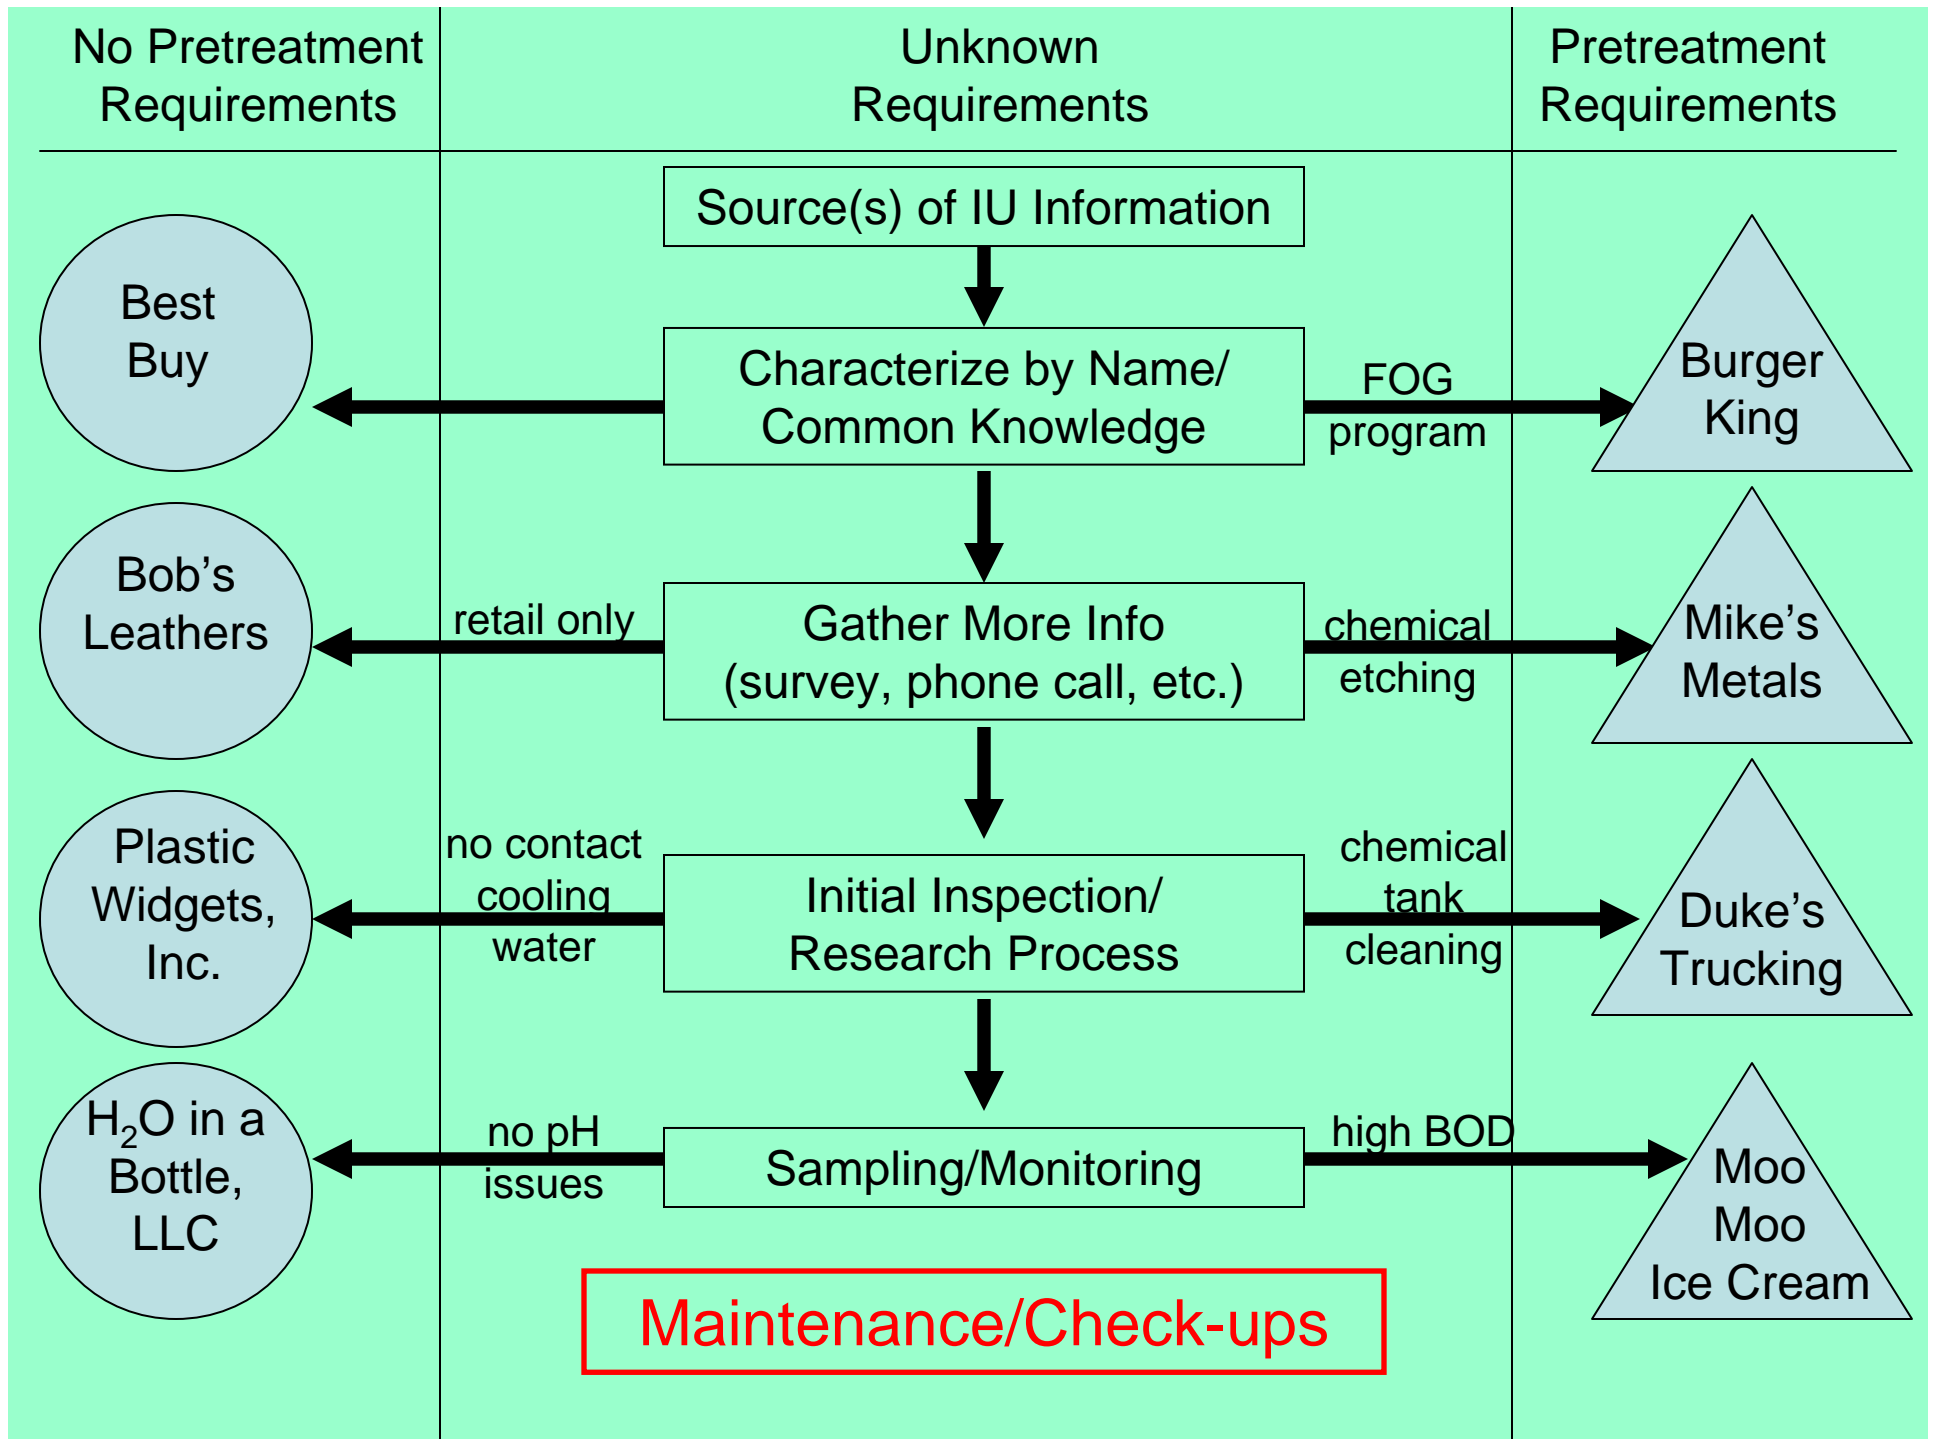 No Pretreatment
Requirements
Unknown
Requirements
Pretreatment
Requirements
Source(s) of IU Information
Best
Buy
Characterize by Name/
Common Knowledge
FOG
program
Burger
King
Bob’s
Leathers
retail only
Gather More Info
(survey, phone call, etc.)
chemical
etching
Mike’s
Metals
Plastic
Widgets,
Inc.
no contact
cooling
water
Initial Inspection/
Research Process
chemical
tank
cleaning
Duke’s
Trucking
H₂O in a
Bottle,
LLC
no pH
issues
Sampling/Monitoring
high BOD
Moo
Moo
Ice Cream
Maintenance/Check-ups